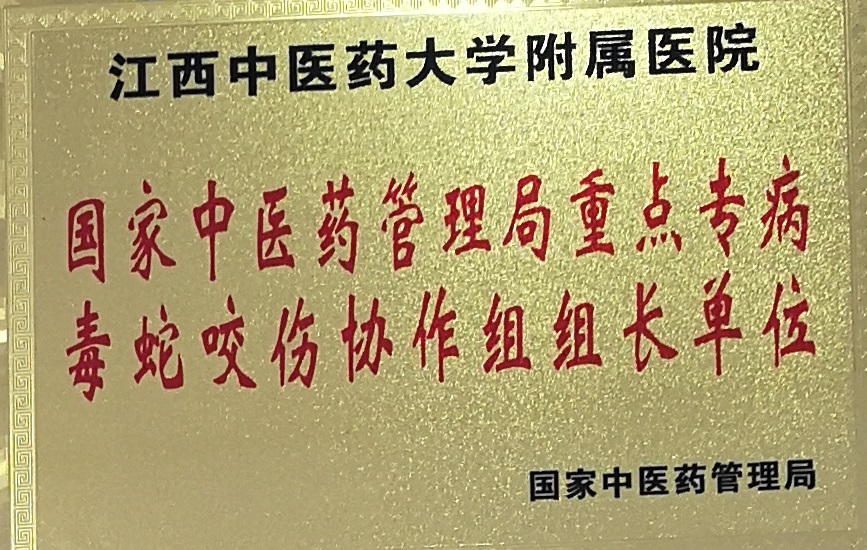 江西中医药大学附属医院
国家中医药管理局重点专病
毒蛇咬伤协作组组长单位
国家中医药管理局